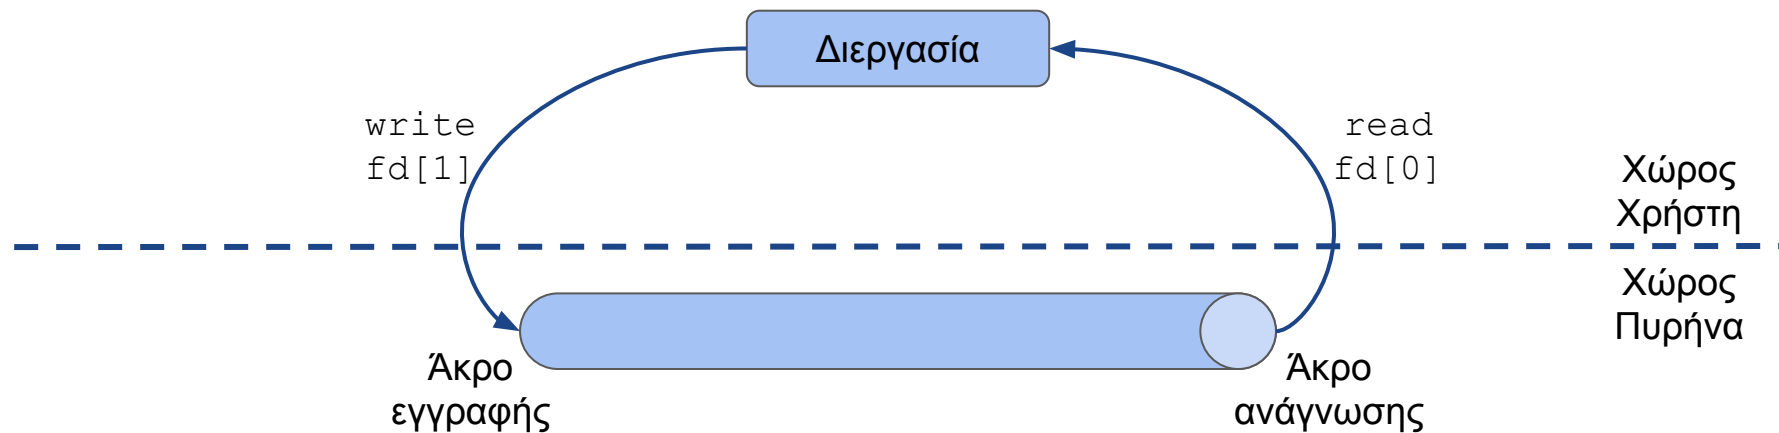 Διεργασία
write
fd[1]
read
fd[0]
Χώρος
Χρήστη
Χώρος
Πυρήνα
Άκρο
εγγραφής
Άκρο
ανάγνωσης